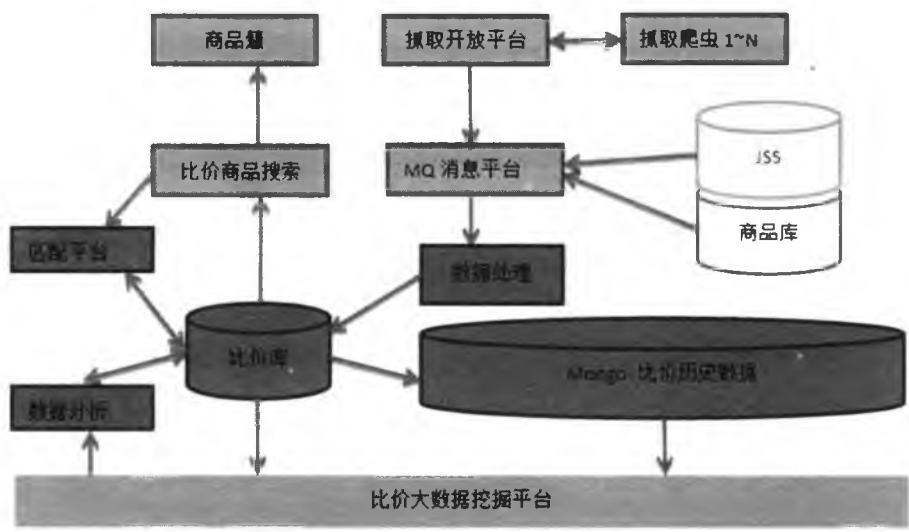 商品慧
抓取开放平台
抓取爬虫 1~N
比价商品搜索
MQ 消息平台
JSS
商品库
匹配平台
数据处理
比价库
Mongo 比价历史数据
数据分析
比价大数据挖掘平台